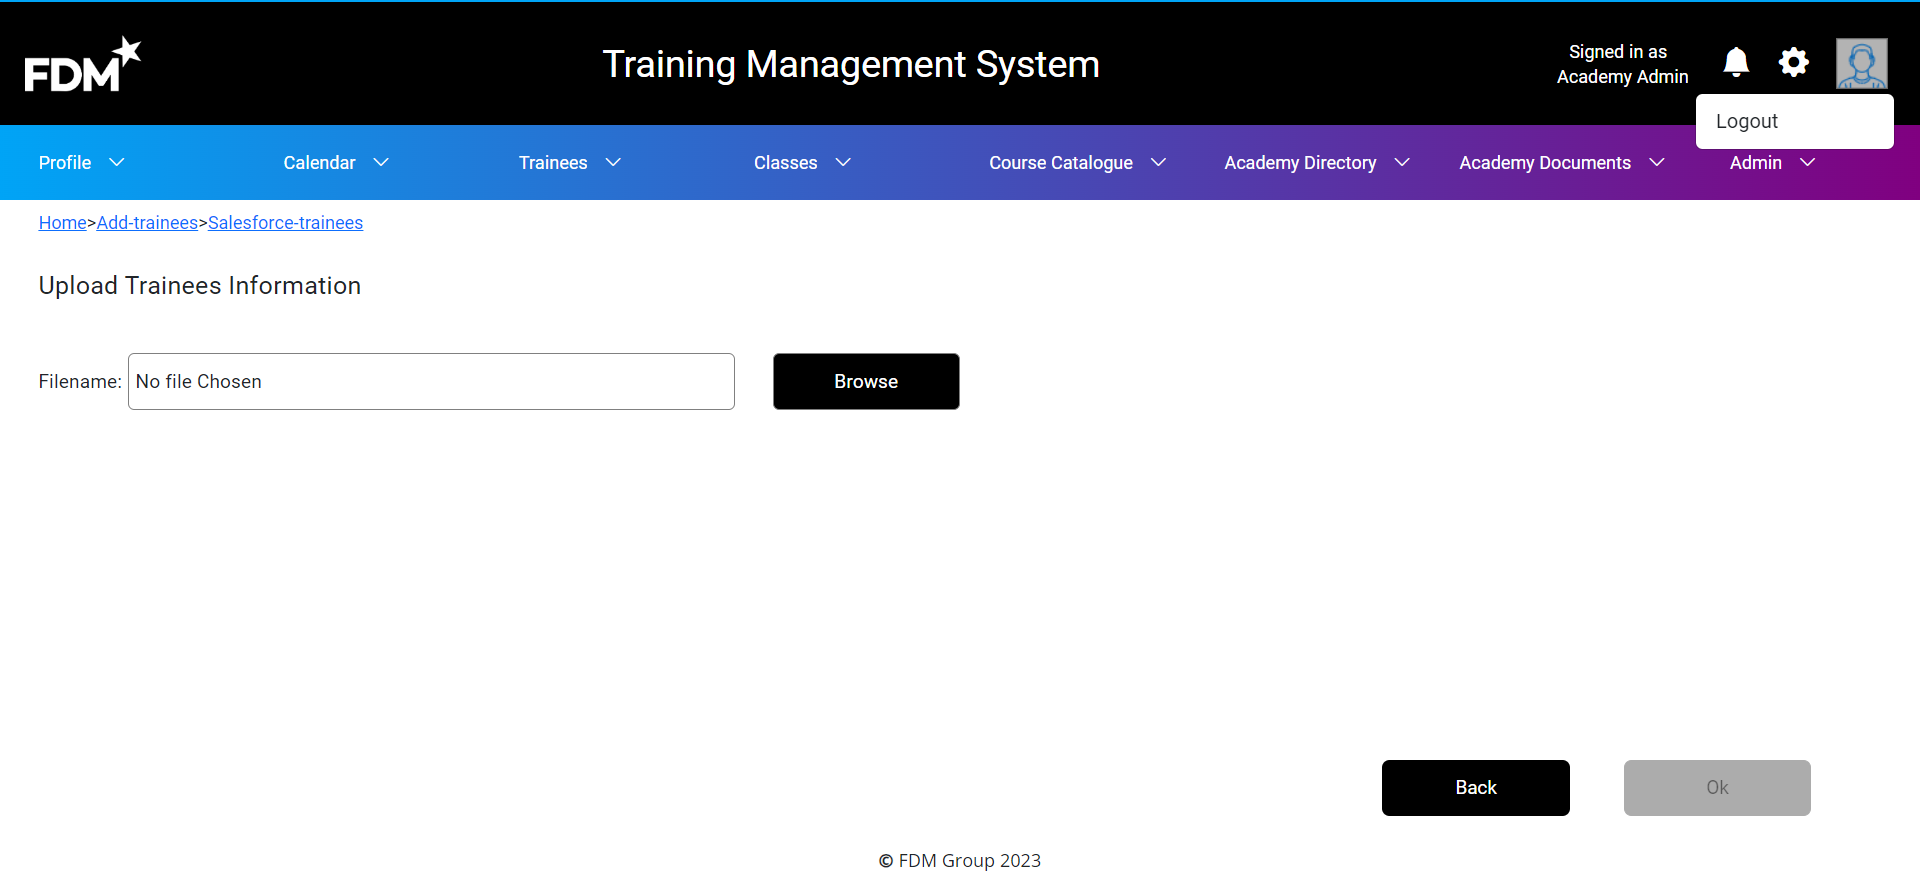 FDM
Training Management System
Signed in as
Academy Admin
Logout
Profile
Calendar
Trainees
Classes
Course Catalogue
Academy Directory
Academy Documents
Admin
Home>Add-trainees>Salesforce-trainees
Upload Trainees Information
Filename: No file Chosen
Browse
Back
Ok
© FDM Group 2023